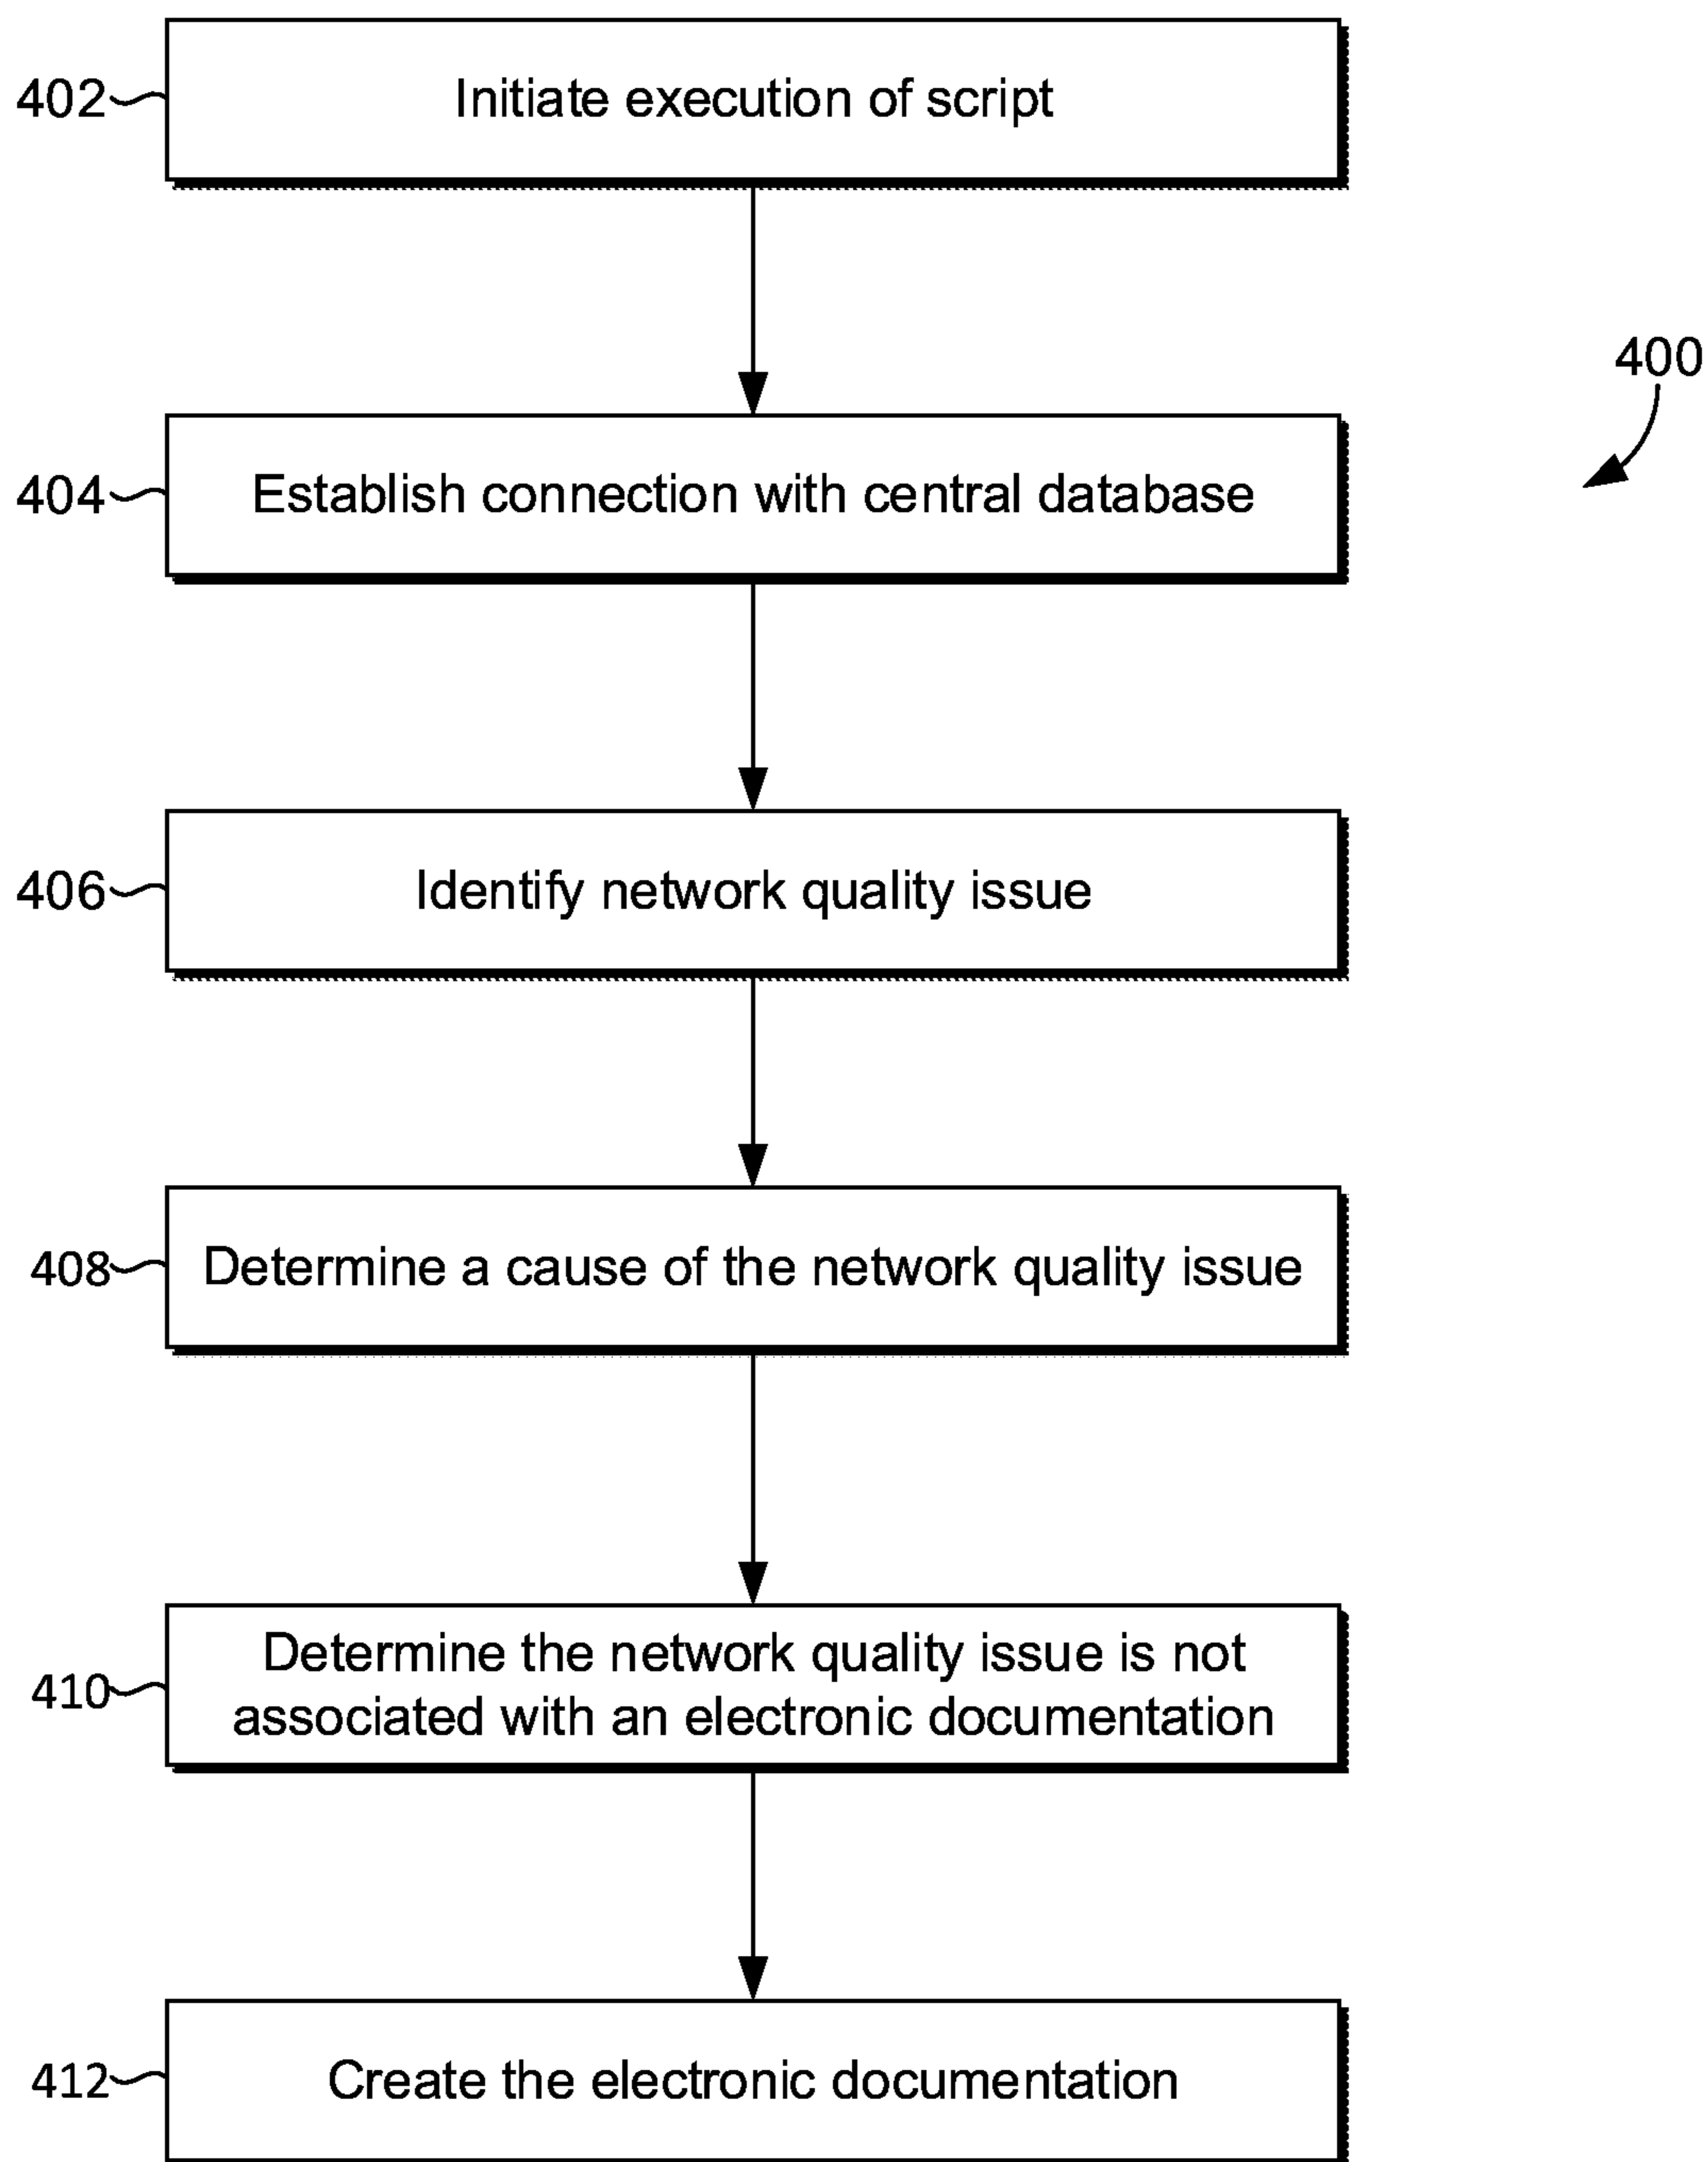 402
Initiate execution of script
400
404
Establish connection with central database
406
Identify network quality issue
408
Determine a cause of the network quality issue
410
Determine the network quality issue is not
associated with an electronic documentation
412
Create the electronic documentation